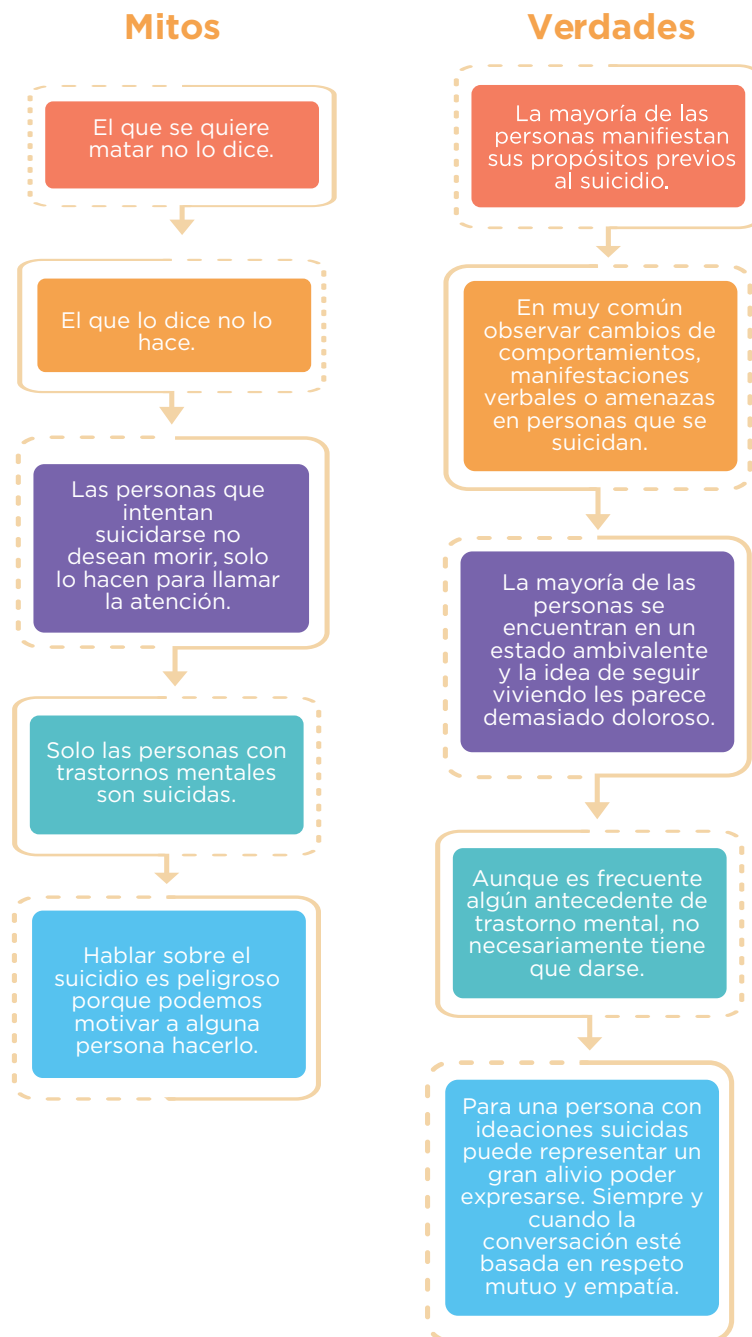 Mitos
El que se quiere
matar no lo dice.
El que lo dice no lo
hace.
Las personas que
intentan
suicidarse no
desean morir, solo
lo hacen para llamar
la atención.
Solo las personas con
trastornos mentales
son suicidas.
Hablar sobre el
suicidio es peligroso
porque podemos
motivar a alguna
persona hacerlo.
Verdades
La mayoría de las
personas manifiestan
sus propósitos previos
al suicidio.
En muy común
observar cambios de
comportamientos,
manifestaciones
verbales o amenazas
en personas que se
suicidan.
La mayoría de las
personas se
encuentran en un
estado ambivalente
y la idea de seguir
viviendo les parece
demasiado doloroso.
Aunque es frecuente
algún antecedente de
trastorno mental, no
necesariamente tiene
que darse.
Para una persona con
ideaciones suicidas
puede representar un
gran alivio poder
expresarse. Siempre y
cuando la
conversación esté
basada en respeto
mutuo y empatía.